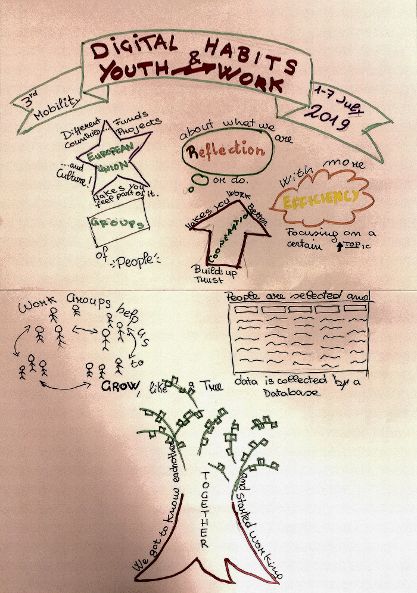 DIGITAL HABITS
& 
YOUTH WORK
3rd Mobility
1-7 July
2019
Different countries...
Funds Projects
EUROPEAN
UNION
...and Culture!
Makes you
feel part of it.
GROUPS
of "People"
about what we are
Reflection
or do.
Makes you work better
COOPERATION
Build up
Trust
With more
EFFICIENCY
Focusing on a
certain TOPIC
Work Groups help us to
GROW, like a Tree
People are selected and
data is collected by a
Database
We got to know eachother
TOGETHER
and started working